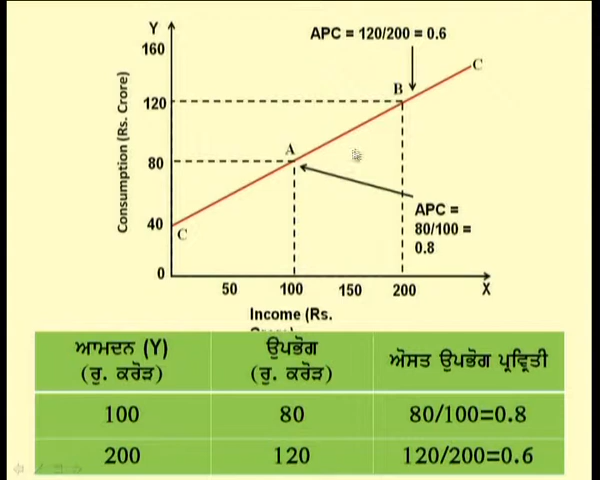 Y
160
APC = 120/200 = 0.6
C
B
120
A
80
Consumption (Rs. Crore)
APC =
80/100 =
0.8
40
C
0
50 100 150 200 X
Income (Rs.
ਆਮਦਨ (Y) ਉਪਭੋਗ ਔਸਤ ਉਪਭੋਗ ਪ੍ਰਵ੍ਰਿਤੀ
(ਰੁ. ਕਰੋੜ) (ਰੁ. ਕਰੋੜ)
100 80 80/100=0.8
200 120 120/200=0.6